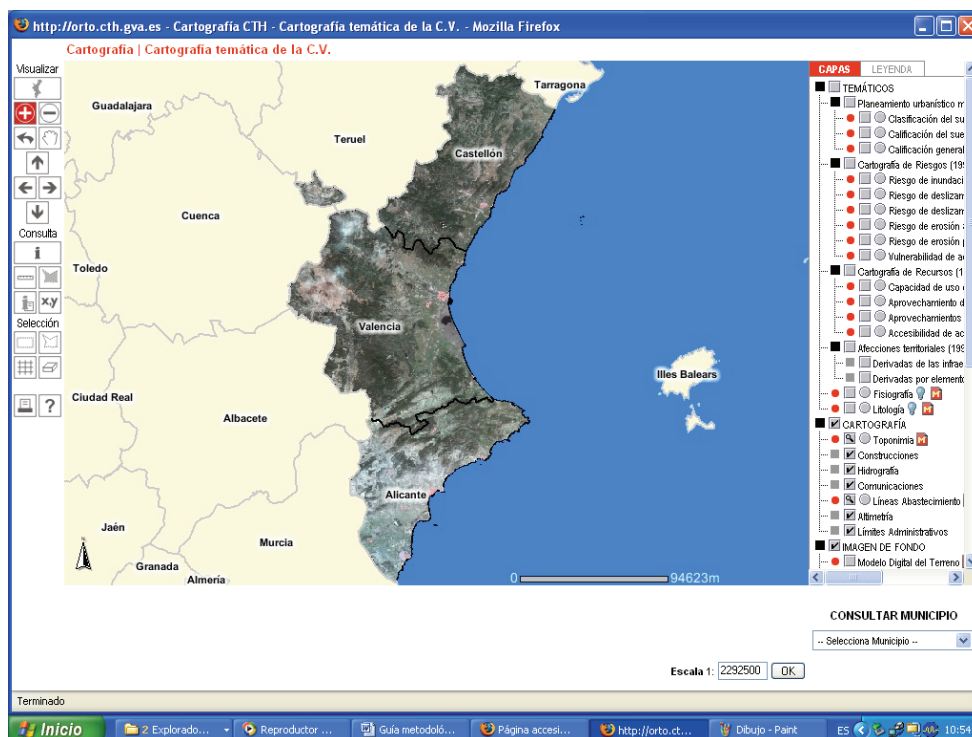 http://orto.cth.gva.es - Cartografía CTH - Cartografía temática de la C.V. - Mozilla Firefox
Cartografía | Cartografía temática de la C.V.
Visualizar
Consulta
i
x,y
Selección
?
Tarragona
Guadalajara
Teruel
Castellón
Cuenca
Toledo
Valencia
Illes Balears
Ciudad Real
Albacete
Alicante
Jaén
Murcia
Granada
Almería
0 94623m
CAPAS LEYENDA
TEMÁTICOS
Planeamiento urbanístico m
Clasificación del su
Calificación del sue
Calificación general
Cartografía de Riesgos (199
Riesgo de inundaci
Riesgo de deslizam
Riesgo de deslizam
Riesgo de erosión
Riesgo de erosión
Vulnerabilidad de a
Cartografía de Recursos (1
Capacidad de uso
Aprovechamiento d
Aprovechamientos
Accesibilidad de ac
Afecciones territoriales (199
Derivadas de las infrae
Derivadas por elemento
Fisiografía M
Litología M
CARTOGRAFÍA
Toponimia M
Construcciones
Hidrografía
Comunicaciones
Líneas Abastecimiento
Altimetría
Límites Administrativos
IMAGEN DE FONDO
Modelo Digital del Terreno
CONSULTAR MUNICIPIO
-- Selecciona Municipio --
Escala 1: 2292500 OK
Terminado
Inicio 2 Explorado... Reproductor ... Guía metodoló... Página accesi... http://orto.ct... Dibujo - Paint ES 10:54